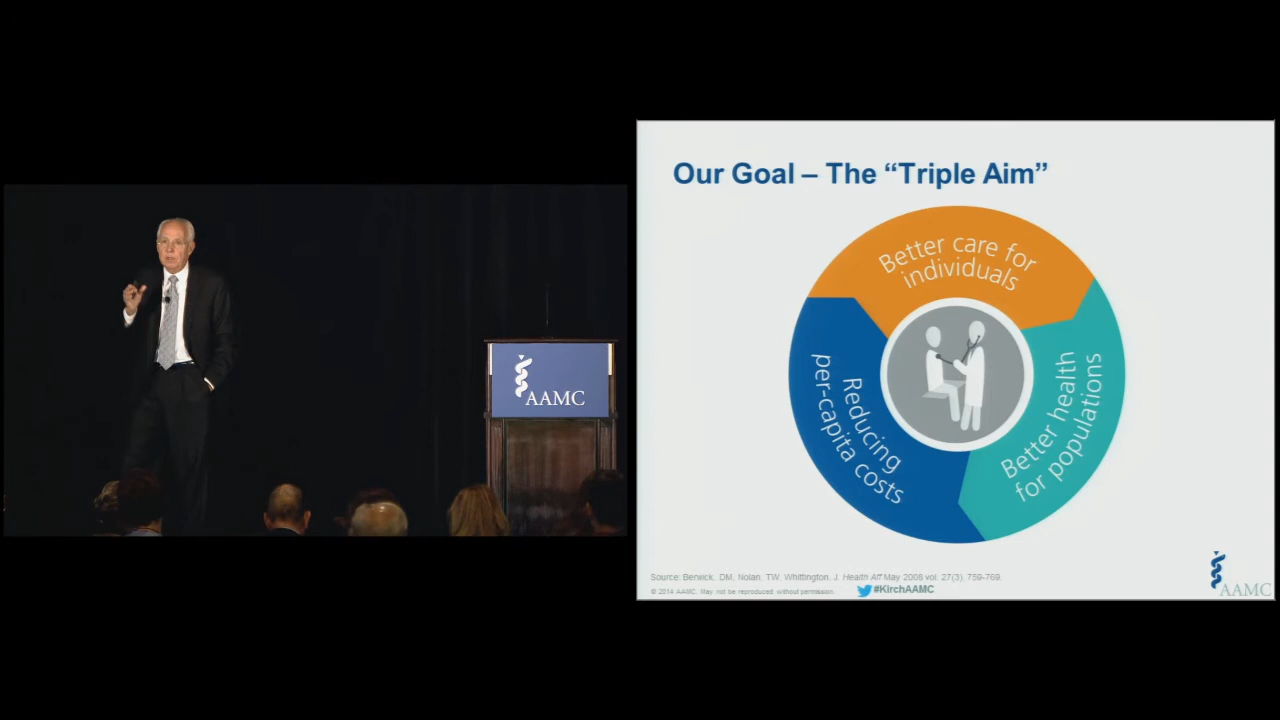 AAMC
Our Goal – The “Triple Aim”
Better care for
individuals
Better health
for populations
Reducing
per-capita costs
Source: Berwick, DM, Nolan, TW, Whittington, J. Health Aff May 2008 vol. 27(3), 759-769.
© 2014 AAMC. May not be reproduced without permission.
#KirchAAMC
AAMC